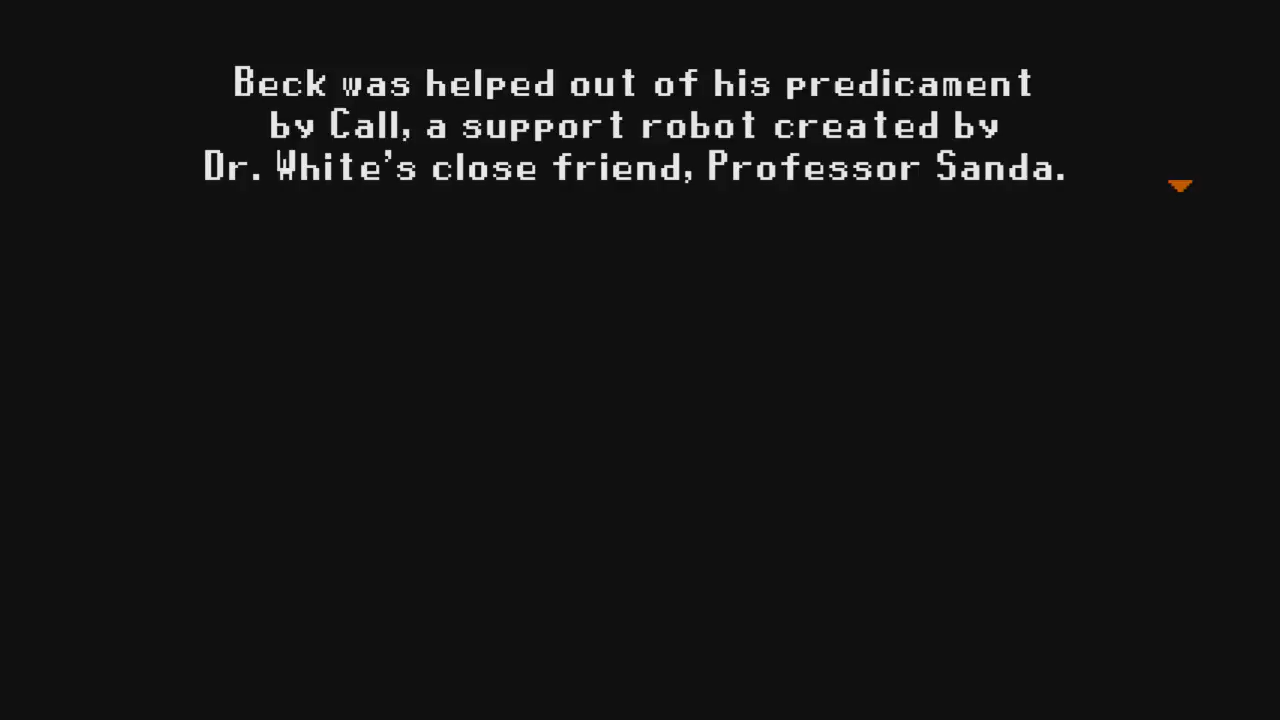 Beck was helped out of his predicament
by Call, a support robot created by
Dr. White's close friend, Professor Sanda.